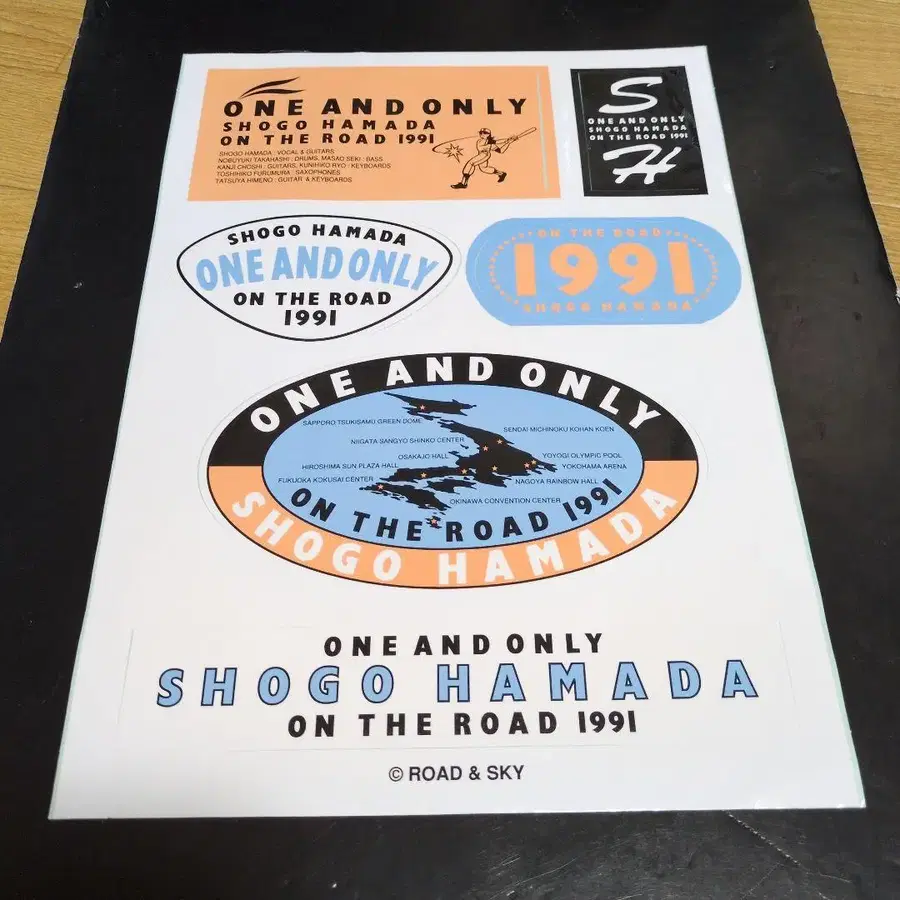 ONE AND ONLY
SHOGO HAMADA
ON THE ROAD 1991
SHOGO HAMADA : VOCAL & GUITARS
NOBUYUKI TAKAHASHI : DRUMS, MASAO SEKI : BASS
KANJI CHOSHI : GUITARS, KUNIHIKO RYO : KEYBOARDS
TOSHIHIKO FURUMURA : SAXOPHONES
TATSUYA HIMENO : GUITAR & KEYBOARDS
S
ONE AND ONLY
SHOGO HAMADA
ON THE ROAD 1991
H
SHOGO HAMADA
ONE AND ONLY
ON THE ROAD
1991
ON THE ROAD
1991
SHOGO HAMADA
ONE AND ONLY
SAPPORO TSUKISAMU GREEN DOME
SENDAI MICHINOKU KOHAN KOEN
NIIGATA SANGYO SHINKO CENTER
OSAKAJO HALL
YOYOGI OLYMPIC POOL
HIROSHIMA SUN PLAZA HALL
YOKOHAMA ARENA
FUKUOKA KOKUSAI CENTER
NAGOYA RAINBOW HALL
OKINAWA CONVENTION CENTER
ON THE ROAD 1991
SHOGO HAMADA
ONE AND ONLY
SHOGO HAMADA
ON THE ROAD 1991
© ROAD & SKY